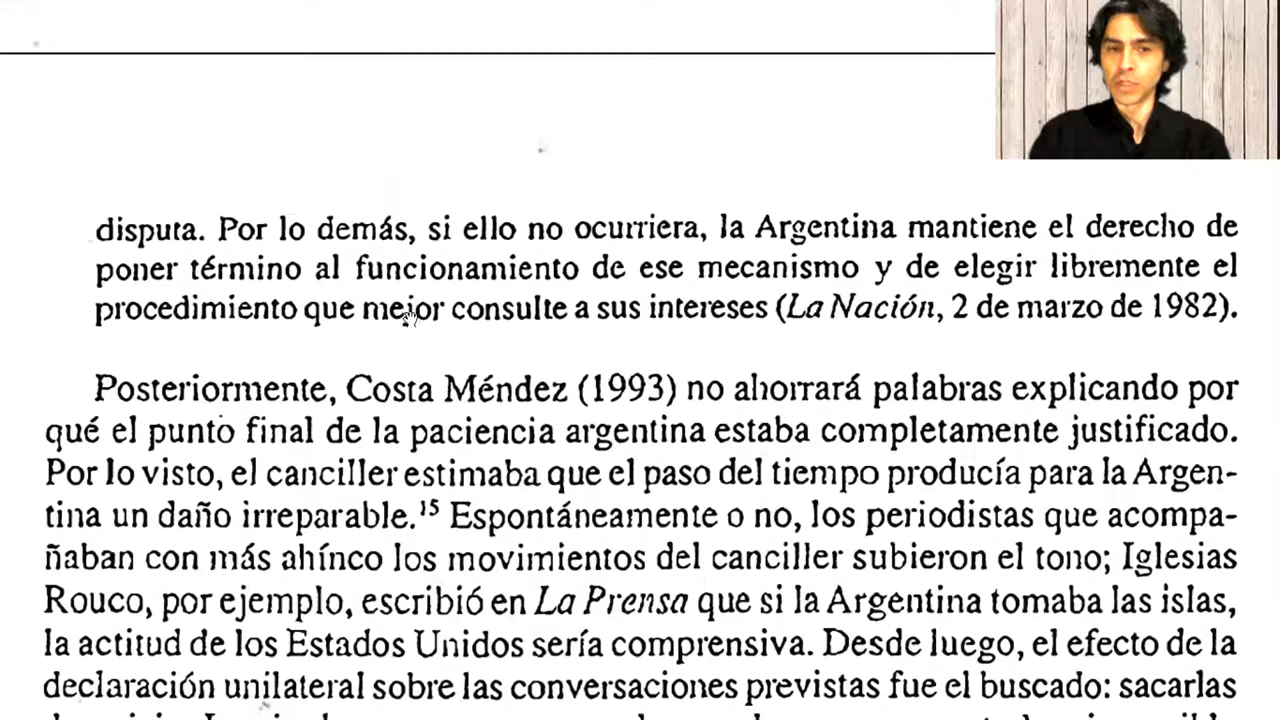 disputa. Por lo demás, si ello no ocurriera, la Argentina mantiene el derecho de
poner término al funcionamiento de ese mecanismo y de elegir libremente el
procedimiento que mejor consulte a sus intereses (La Nación, 2 de marzo de 1982).
Posteriormente, Costa Méndez (1993) no ahorrará palabras explicando por
qué el punto final de la paciencia argentina estaba completamente justificado.
Por lo visto, el canciller estimaba que el paso del tiempo producía para la Argen-
tina un daño irreparable.¹⁵ Espontáneamente o no, los periodistas que acompa-
ñaban con más ahínco los movimientos del canciller subieron el tono; Iglesias
Rouco, por ejemplo, escribió en La Prensa que si la Argentina tomaba las islas,
la actitud de los Estados Unidos sería comprensiva. Desde luego, el efecto de la
declaración unilateral sobre las conversaciones previstas fue el buscado: sacarlas